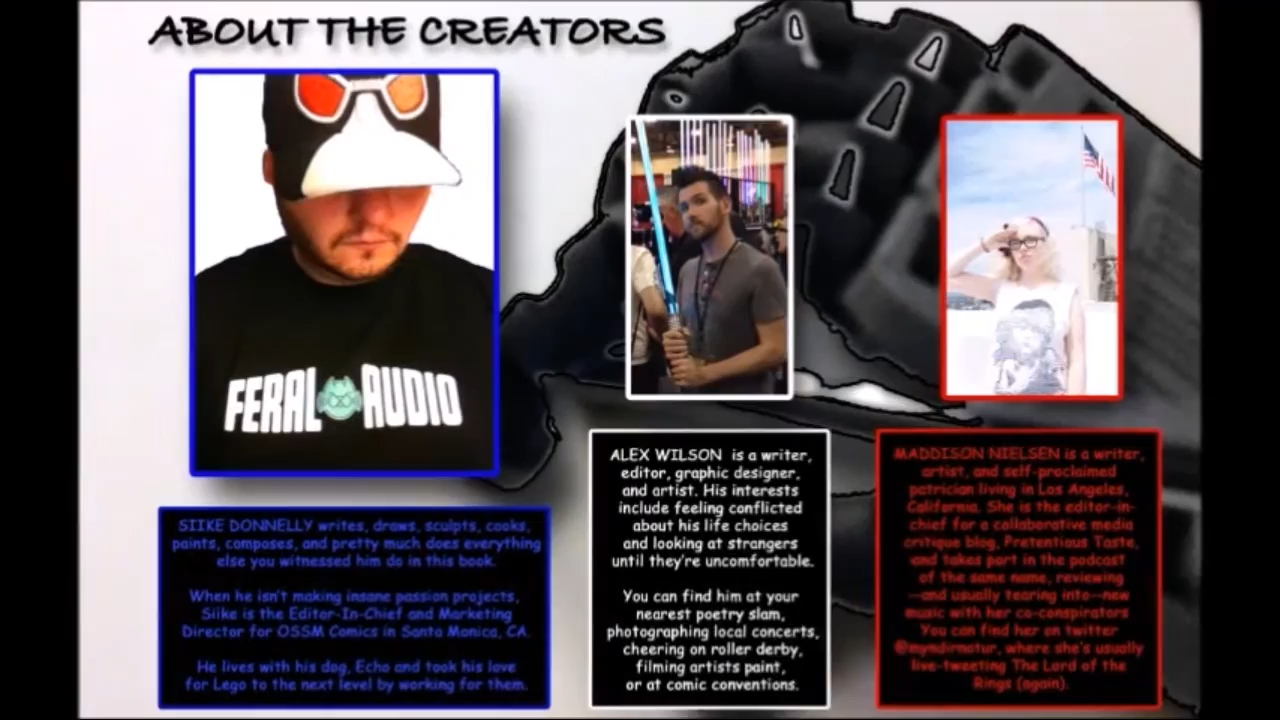 ABOUT THE CREATORS
FERAL AUDIO
SIIKE DONNELLY writes, draws, sculpts, cooks,
paints, composes, and pretty much does everything
else you witnessed him do in this book.
When he isn't making insane passion projects,
Siike is the Editor-In-Chief and Marketing
Director for OSSM Comics in Santa Monica, CA.
He lives with his dog, Echo and took his love
for Lego to the next level by working for them.
ALEX WILSON is a writer,
editor, graphic designer,
and artist. His interests
include feeling conflicted
about his life choices
and looking at strangers
until they're uncomfortable.
You can find him at your
nearest poetry slam,
photographing local concerts,
cheering on roller derby,
filming artists paint,
or at comic conventions.
MADDISON NIELSEN is a writer,
artist, and self-proclaimed
patrician living in Los Angeles,
California. She is the editor-in-
chief for a collaborative media
critique blog, Pretentious Taste,
and takes part in the podcast
of the same name, reviewing
--and usually tearing into--new
music with her co-conspirators
You can find her on twitter
@myndirnatur, where she's usually
live-tweeting The Lord of the
Rings (again).